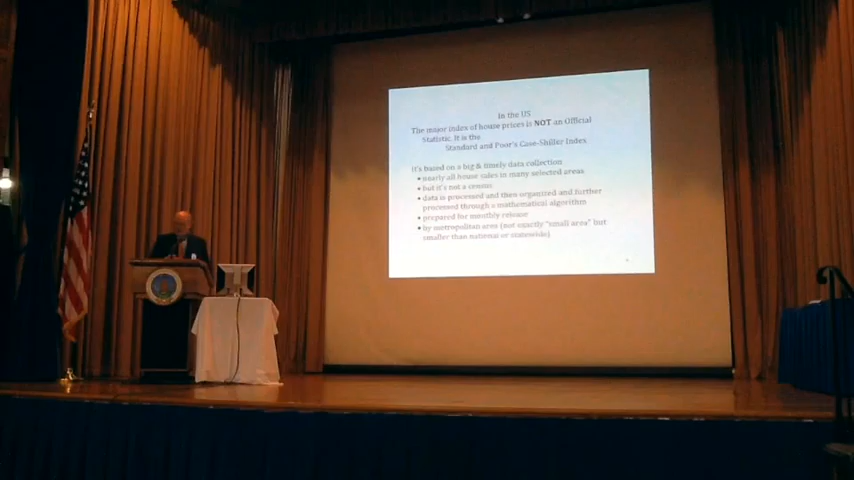 In the US
The major index of house prices is NOT an Official
Statistic. It is the
Standard and Poor's Case-Shiller Index
It's based on a big & timely data collection
• nearly all house sales in many selected areas
• but it's not a census
• data is processed and then organized and further
processed through a mathematical algorithm
• prepared for monthly release
• by metropolitan area (not exactly "small area" but
smaller than national or statewide)